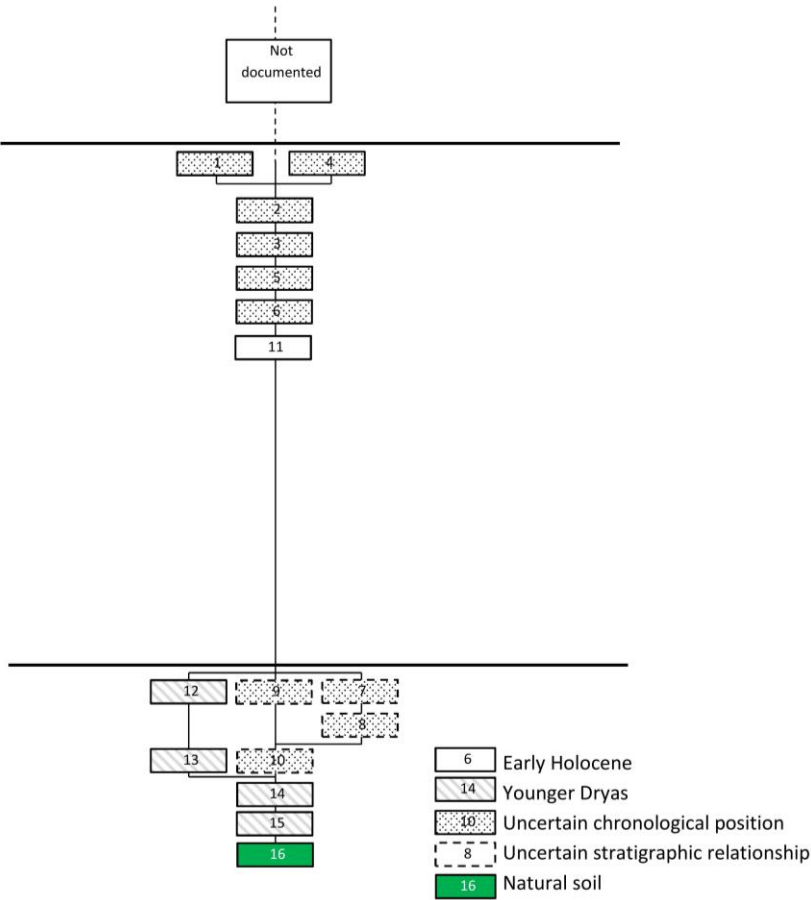 Not
documented
1 4
2
3
5
6
11
12 9 7
8
13 10
14
15
16
6 Early Holocene
14 Younger Dryas
10 Uncertain chronological position
8 Uncertain stratigraphic relationship
16 Natural soil